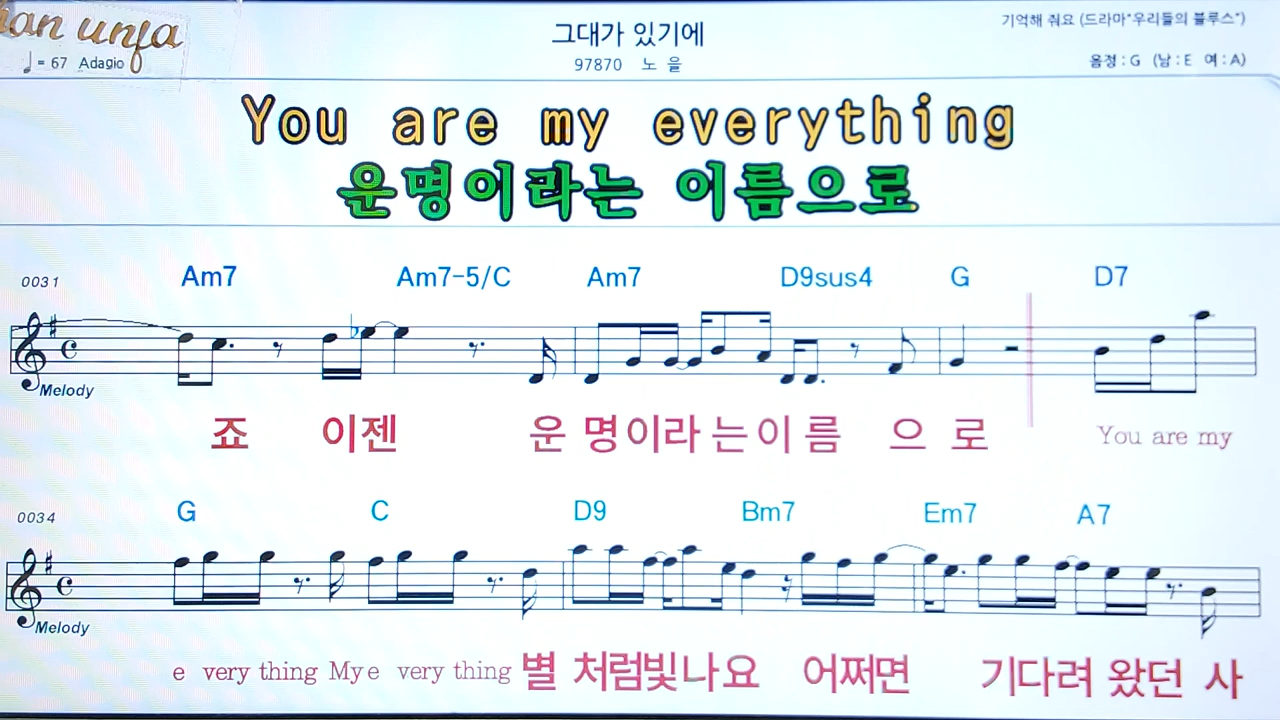 그대가 있기에
기억해 줘요 (드라마"우리들의 블루스")
♩= 67 Adagio
97870 노 을
음정 : G (남 : E 여 : A)
You are my everything
운명이라는 이름으로
0031 Am7 Am7-5/C Am7 D9sus4 G D7
Melody
죠 이젠 운 명이라 는이 름 으 로 You are my
0034 G C D9 Bm7 Em7 A7
Melody
e very thing My e very thing 별 처럼빛나요 어쩌면 기다려 왔던 사